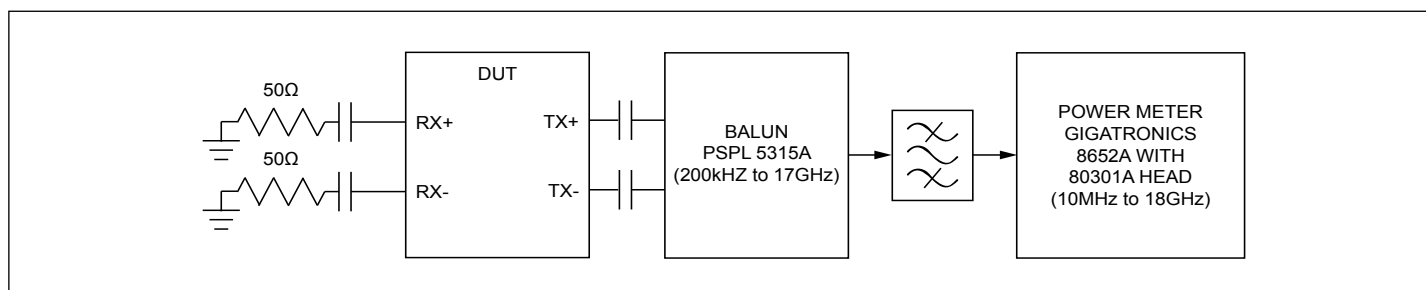 50Ω
50Ω
DUT
RX+
RX-
TX+
TX-
BALUN
PSPL 5315A
(200kHZ to 17GHz)
POWER METER
GIGATRONICS
8652A WITH
80301A HEAD
(10MHz to 18GHz)